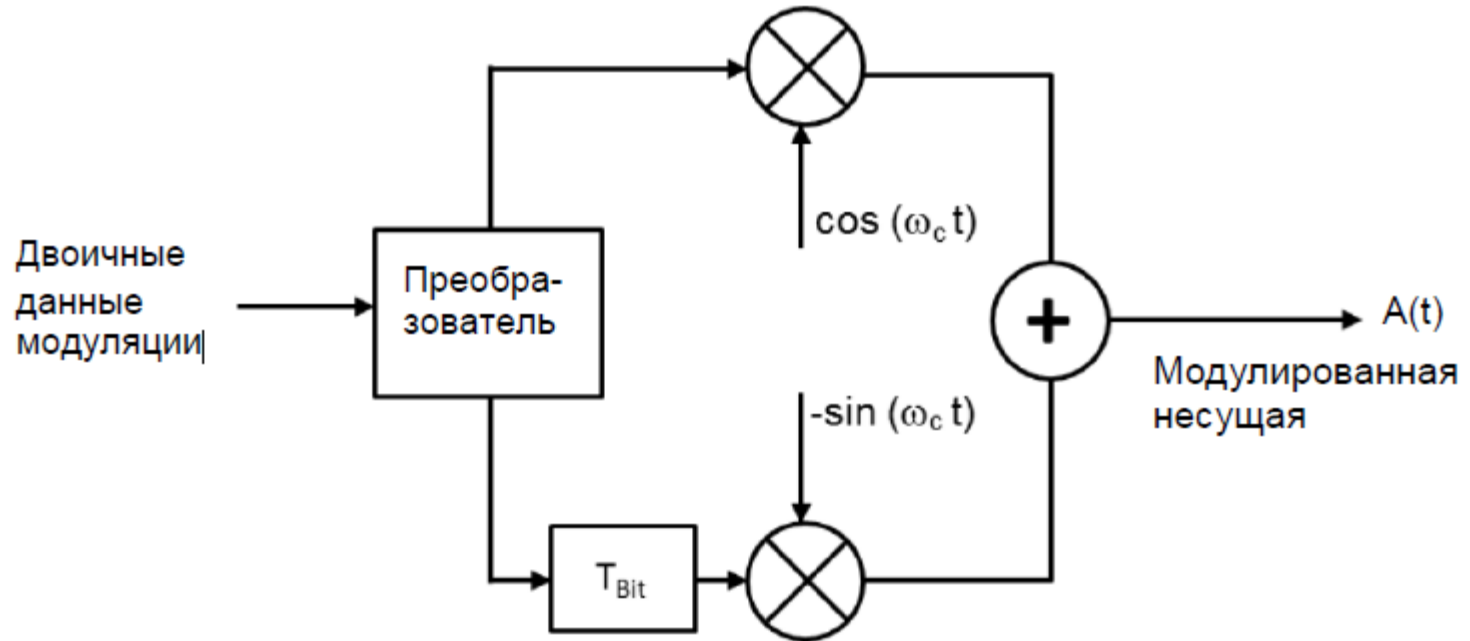 cos (ωc t)
Двоичные
данные
модуляции
Преобра-
зователь
A(t)
Модулированная
несущая
-sin (ωc t)
TBit